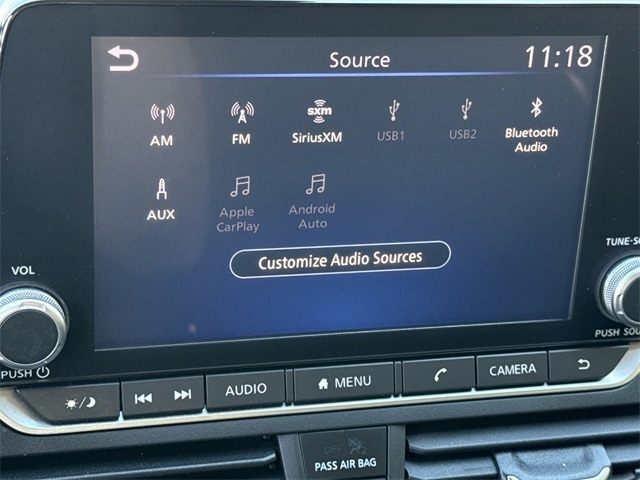 Source
11:18
AM
FM
sxm
SiriusXM
USB1
USB2
Bluetooth
Audio
AUX
Apple
CarPlay
Android
Auto
Customize Audio Sources
VOL
PUSH
TUNE-SC
PUSH SOU
AUDIO
MENU
CAMERA
OFF
PASS AIR BAG